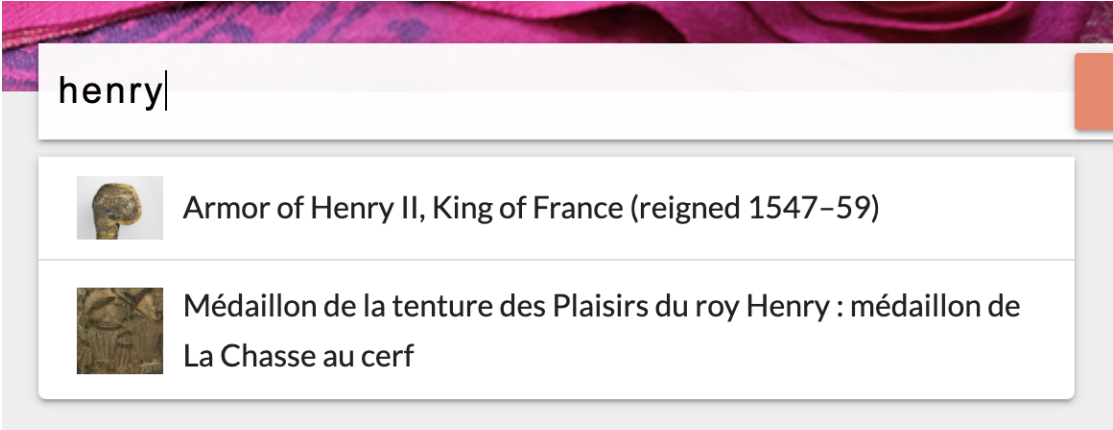 henry
Armor of Henry II, King of France (reigned 1547–59)
Médaillon de la tenture des Plaisirs du roy Henry : médaillon de
La Chasse au cerf